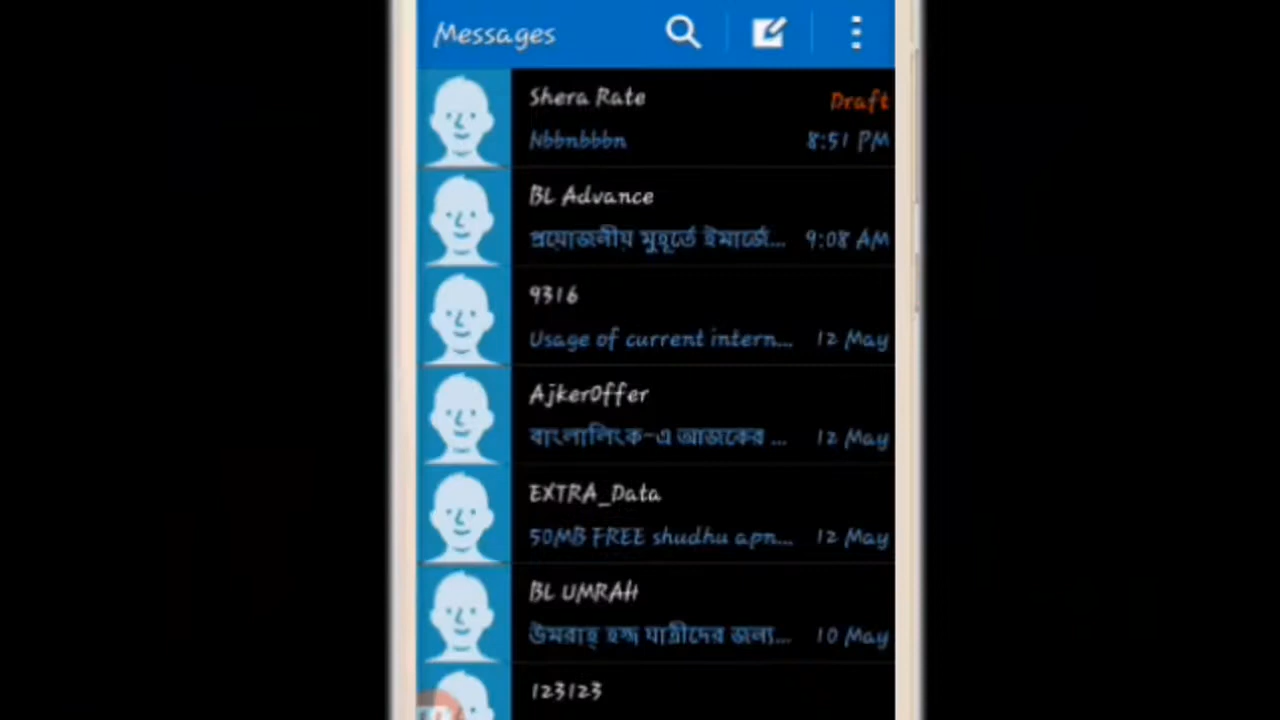 Messages
Shera Rate
Draft
Nbbnbbbn
8:51 PM
BL Advance
প্রয়োজনীয় মুহূর্তে ইমার্জে...
9:08 AM
9316
Usage of current intern...
12 May
AjkerOffer
বাংলালিংক-এ আজকের ...
12 May
EXTRA_Data
50MB FREE shudhu apn...
12 May
BL UMRAH
উমরাহ্ হজ্জ যাত্রীদের জন্য...
10 May
123123